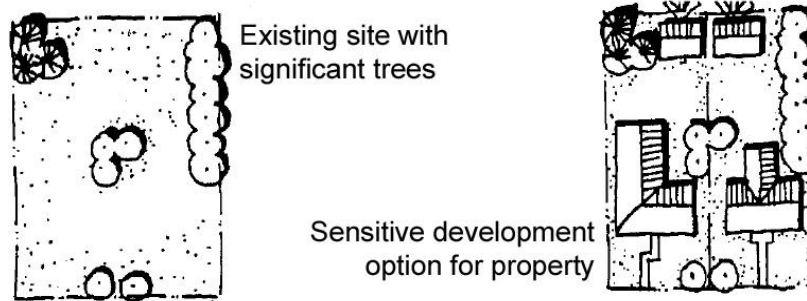 Existing site with
significant trees
Sensitive development
option for property